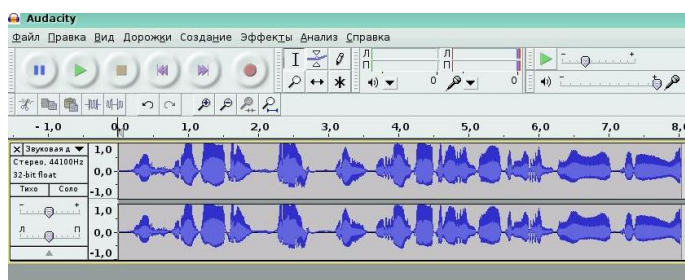 Audacity
Файл Правка Вид Дорожки Создание Эффекты Анализ Справка
Л Л
П П
0 0
- +
- +
- 1,0 0,0 1,0 2,0 3,0 4,0 5,0 6,0 7,0 8,0
Звуковая д 1,0
Стерео, 44100Hz
32-bit float 0,0
Тихо Соло -1,0
- + 1,0
Л П 0,0
-1,0